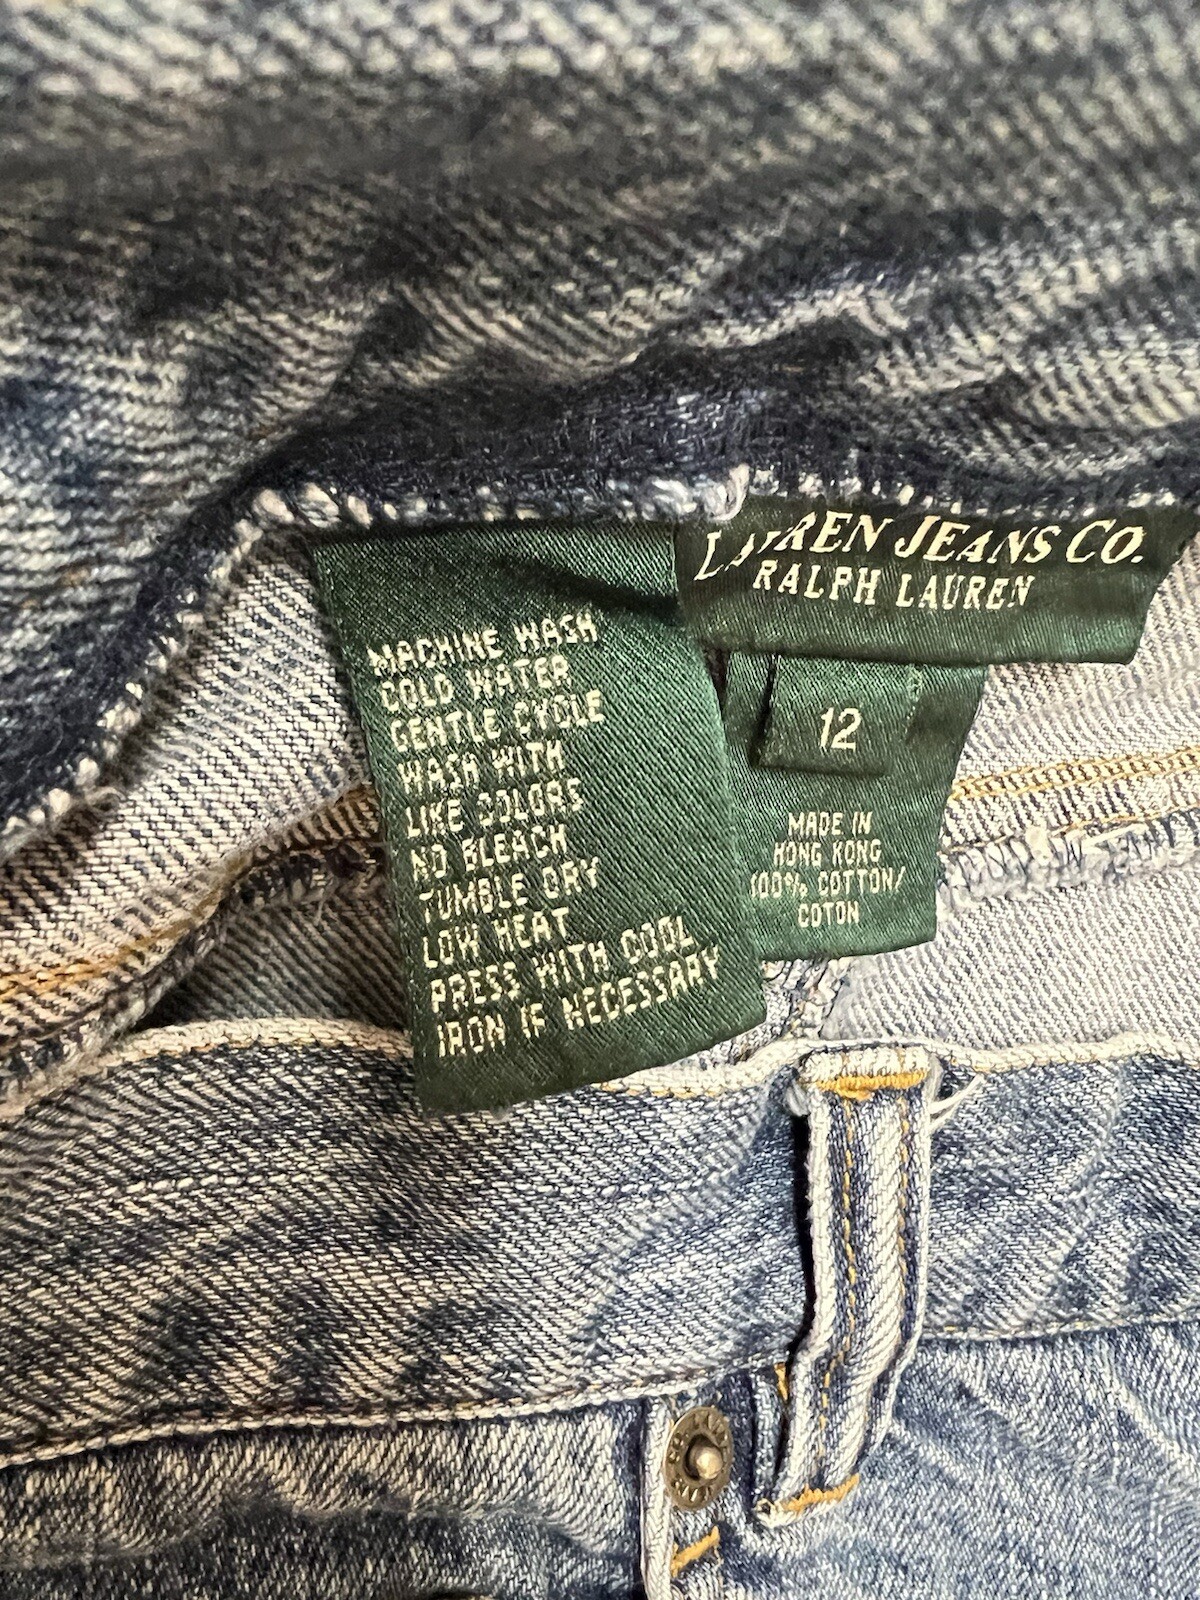 LAUREN JEANS CO.
RALPH LAUREN
12
MADE IN
HONG KONG
100% COTTON/
COTON
MACHINE WASH
COLD WATER
GENTLE CYCLE
WASH WITH
LIKE COLORS
NO BLEACH
TUMBLE DRY
LOW HEAT
PRESS WITH COOL
IRON IF NECESSARY